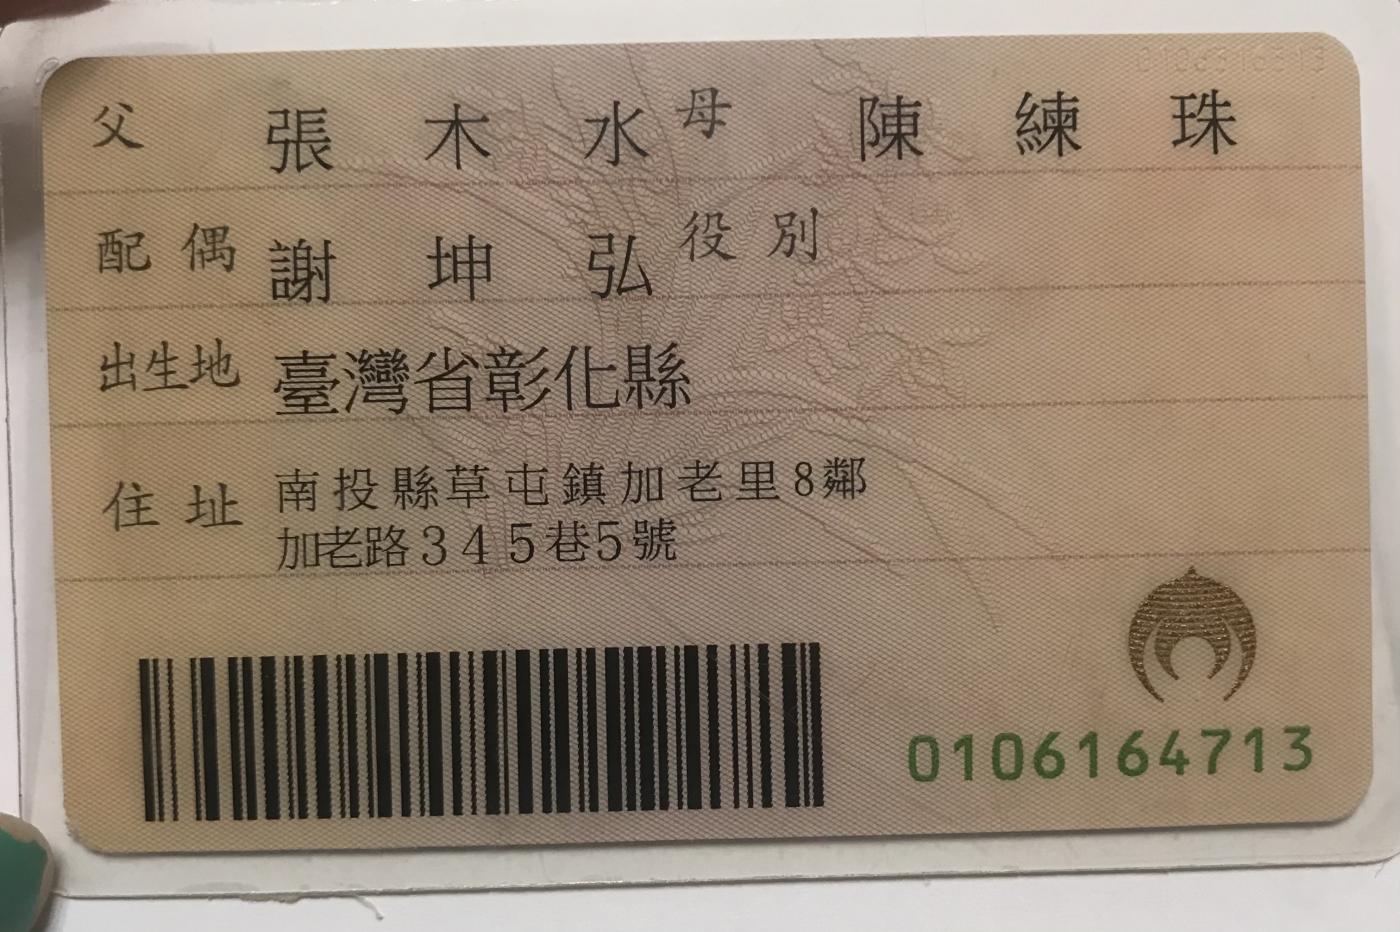 父 張木水 母 陳練珠
配偶 謝坤弘 役別
出生地 臺灣省彰化縣
住址 南投縣草屯鎮加老里8鄰
加老路345巷5號
0106164713